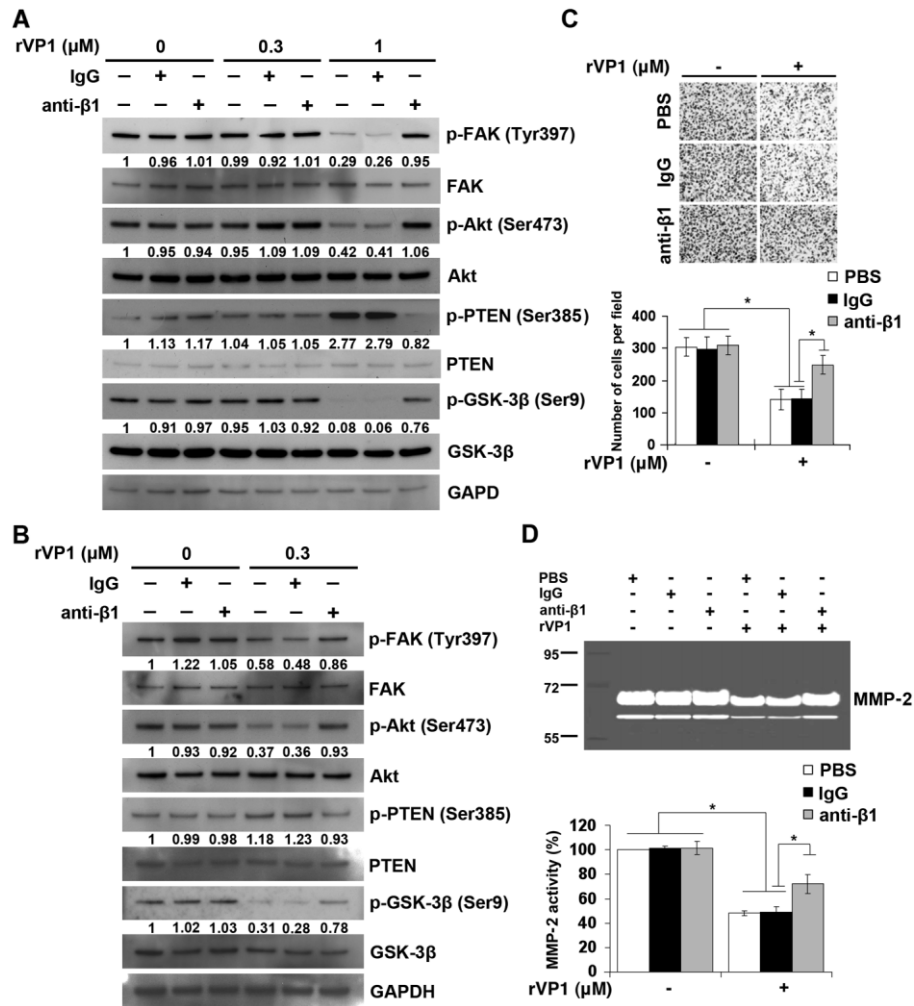 A
rVP1 (µM) 0 0.3 1
IgG – + – – + – – + –
anti-β1 – – + – – + – – +
p-FAK (Tyr397)
1 0.96 1.01 0.99 0.92 1.01 0.29 0.26 0.95
FAK
p-Akt (Ser473)
1 0.95 0.94 0.95 1.09 1.09 0.42 0.41 1.06
Akt
p-PTEN (Ser385)
1 1.13 1.17 1.04 1.05 1.05 2.77 2.79 0.82
PTEN
p-GSK-3β (Ser9)
1 0.91 0.97 0.95 1.03 0.92 0.08 0.06 0.76
GSK-3β
GAPD
B
rVP1 (µM) 0 0.3
IgG – + – – + –
anti-β1 – – + – – +
p-FAK (Tyr397)
1 1.22 1.05 0.58 0.48 0.86
FAK
p-Akt (Ser473)
1 0.93 0.92 0.37 0.36 0.93
Akt
p-PTEN (Ser385)
1 0.99 0.98 1.18 1.23 0.93
PTEN
p-GSK-3β (Ser9)
1 1.02 1.03 0.31 0.28 0.78
GSK-3β
GAPDH
C
rVP1 (µM) - +
PBS
IgG
anti-β1
PBS
IgG
anti-β1
* *
Number of cells per field
400
300
200
100
0
rVP1 (µM) - +
D
PBS + - - + - -
IgG - + - - + -
anti-β1 - - + - - +
rVP1 - - - + + +
95
72
55
MMP-2
PBS
IgG
anti-β1
* *
MMP-2 activity (%)
120
100
80
60
40
20
0
rVP1 (µM) - +